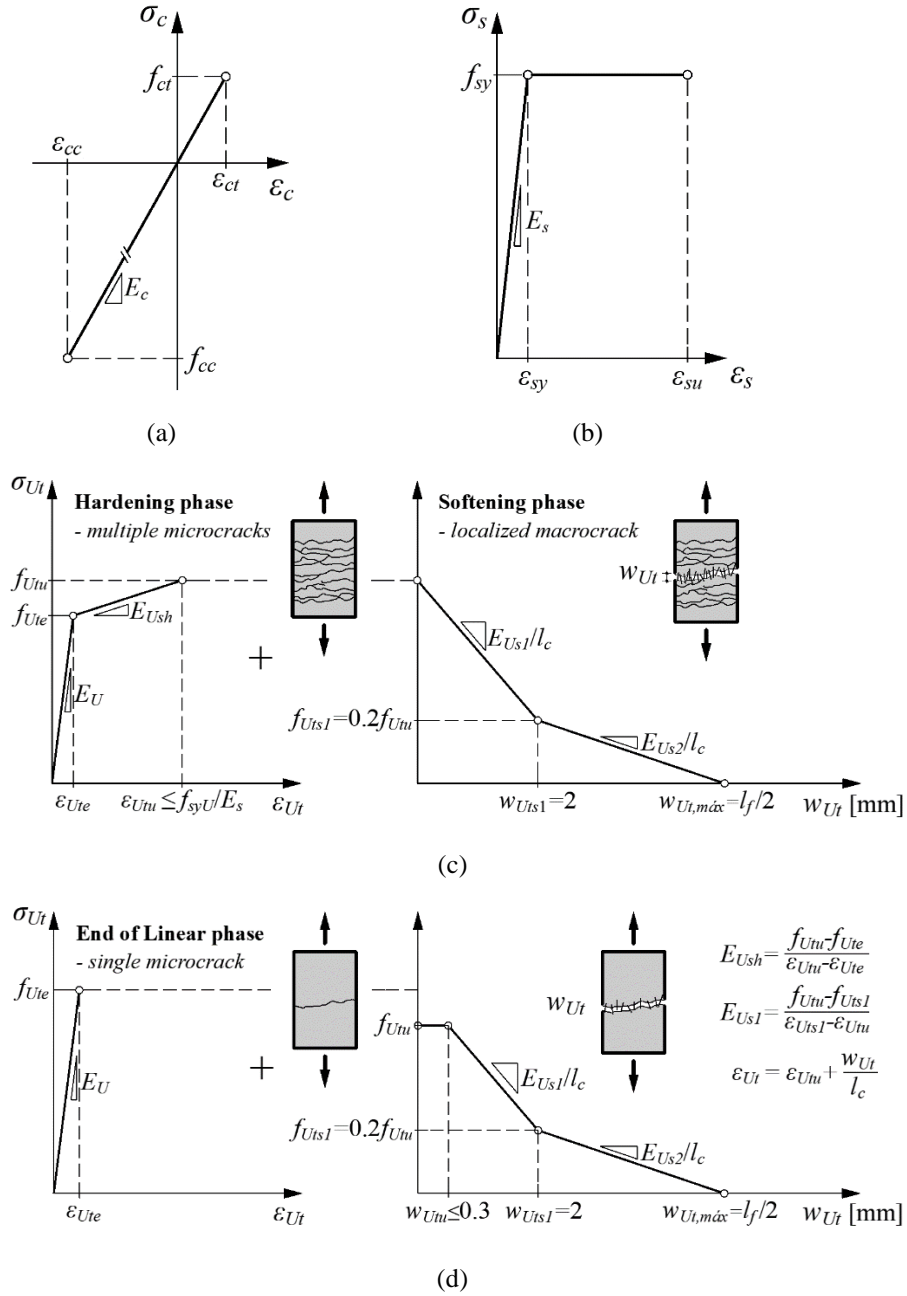 σc
fct
εcc
εct
εc
Ec
fcc
(a)
σs
fsy
Es
εsy
εsu
εs
(b)
σUt
Hardening phase
- multiple microcracks
fUtu
fUte
EUsh
EU
εUte
εUtu ≤ fsyU/Es
εUt
+
Softening phase
- localized macrocrack
wUt
EUs1/lc
fUts1=0.2fUtu
EUs2/lc
wUts1=2
wUt,máx=lf/2
wUt [mm]
(c)
σUt
End of Linear phase
- single microcrack
fUte
EU
εUte
εUt
+
wUt
fUtu
EUs1/lc
fUts1=0.2fUtu
EUs2/lc
wUtu≤0.3
wUts1=2
wUt,máx=lf/2
wUt [mm]
EUsh= fUtu-fUte / εUtu-εUte
EUs1= fUtu-fUts1 / εUts1-εUtu
εUt = εUtu+ wUt / lc
(d)